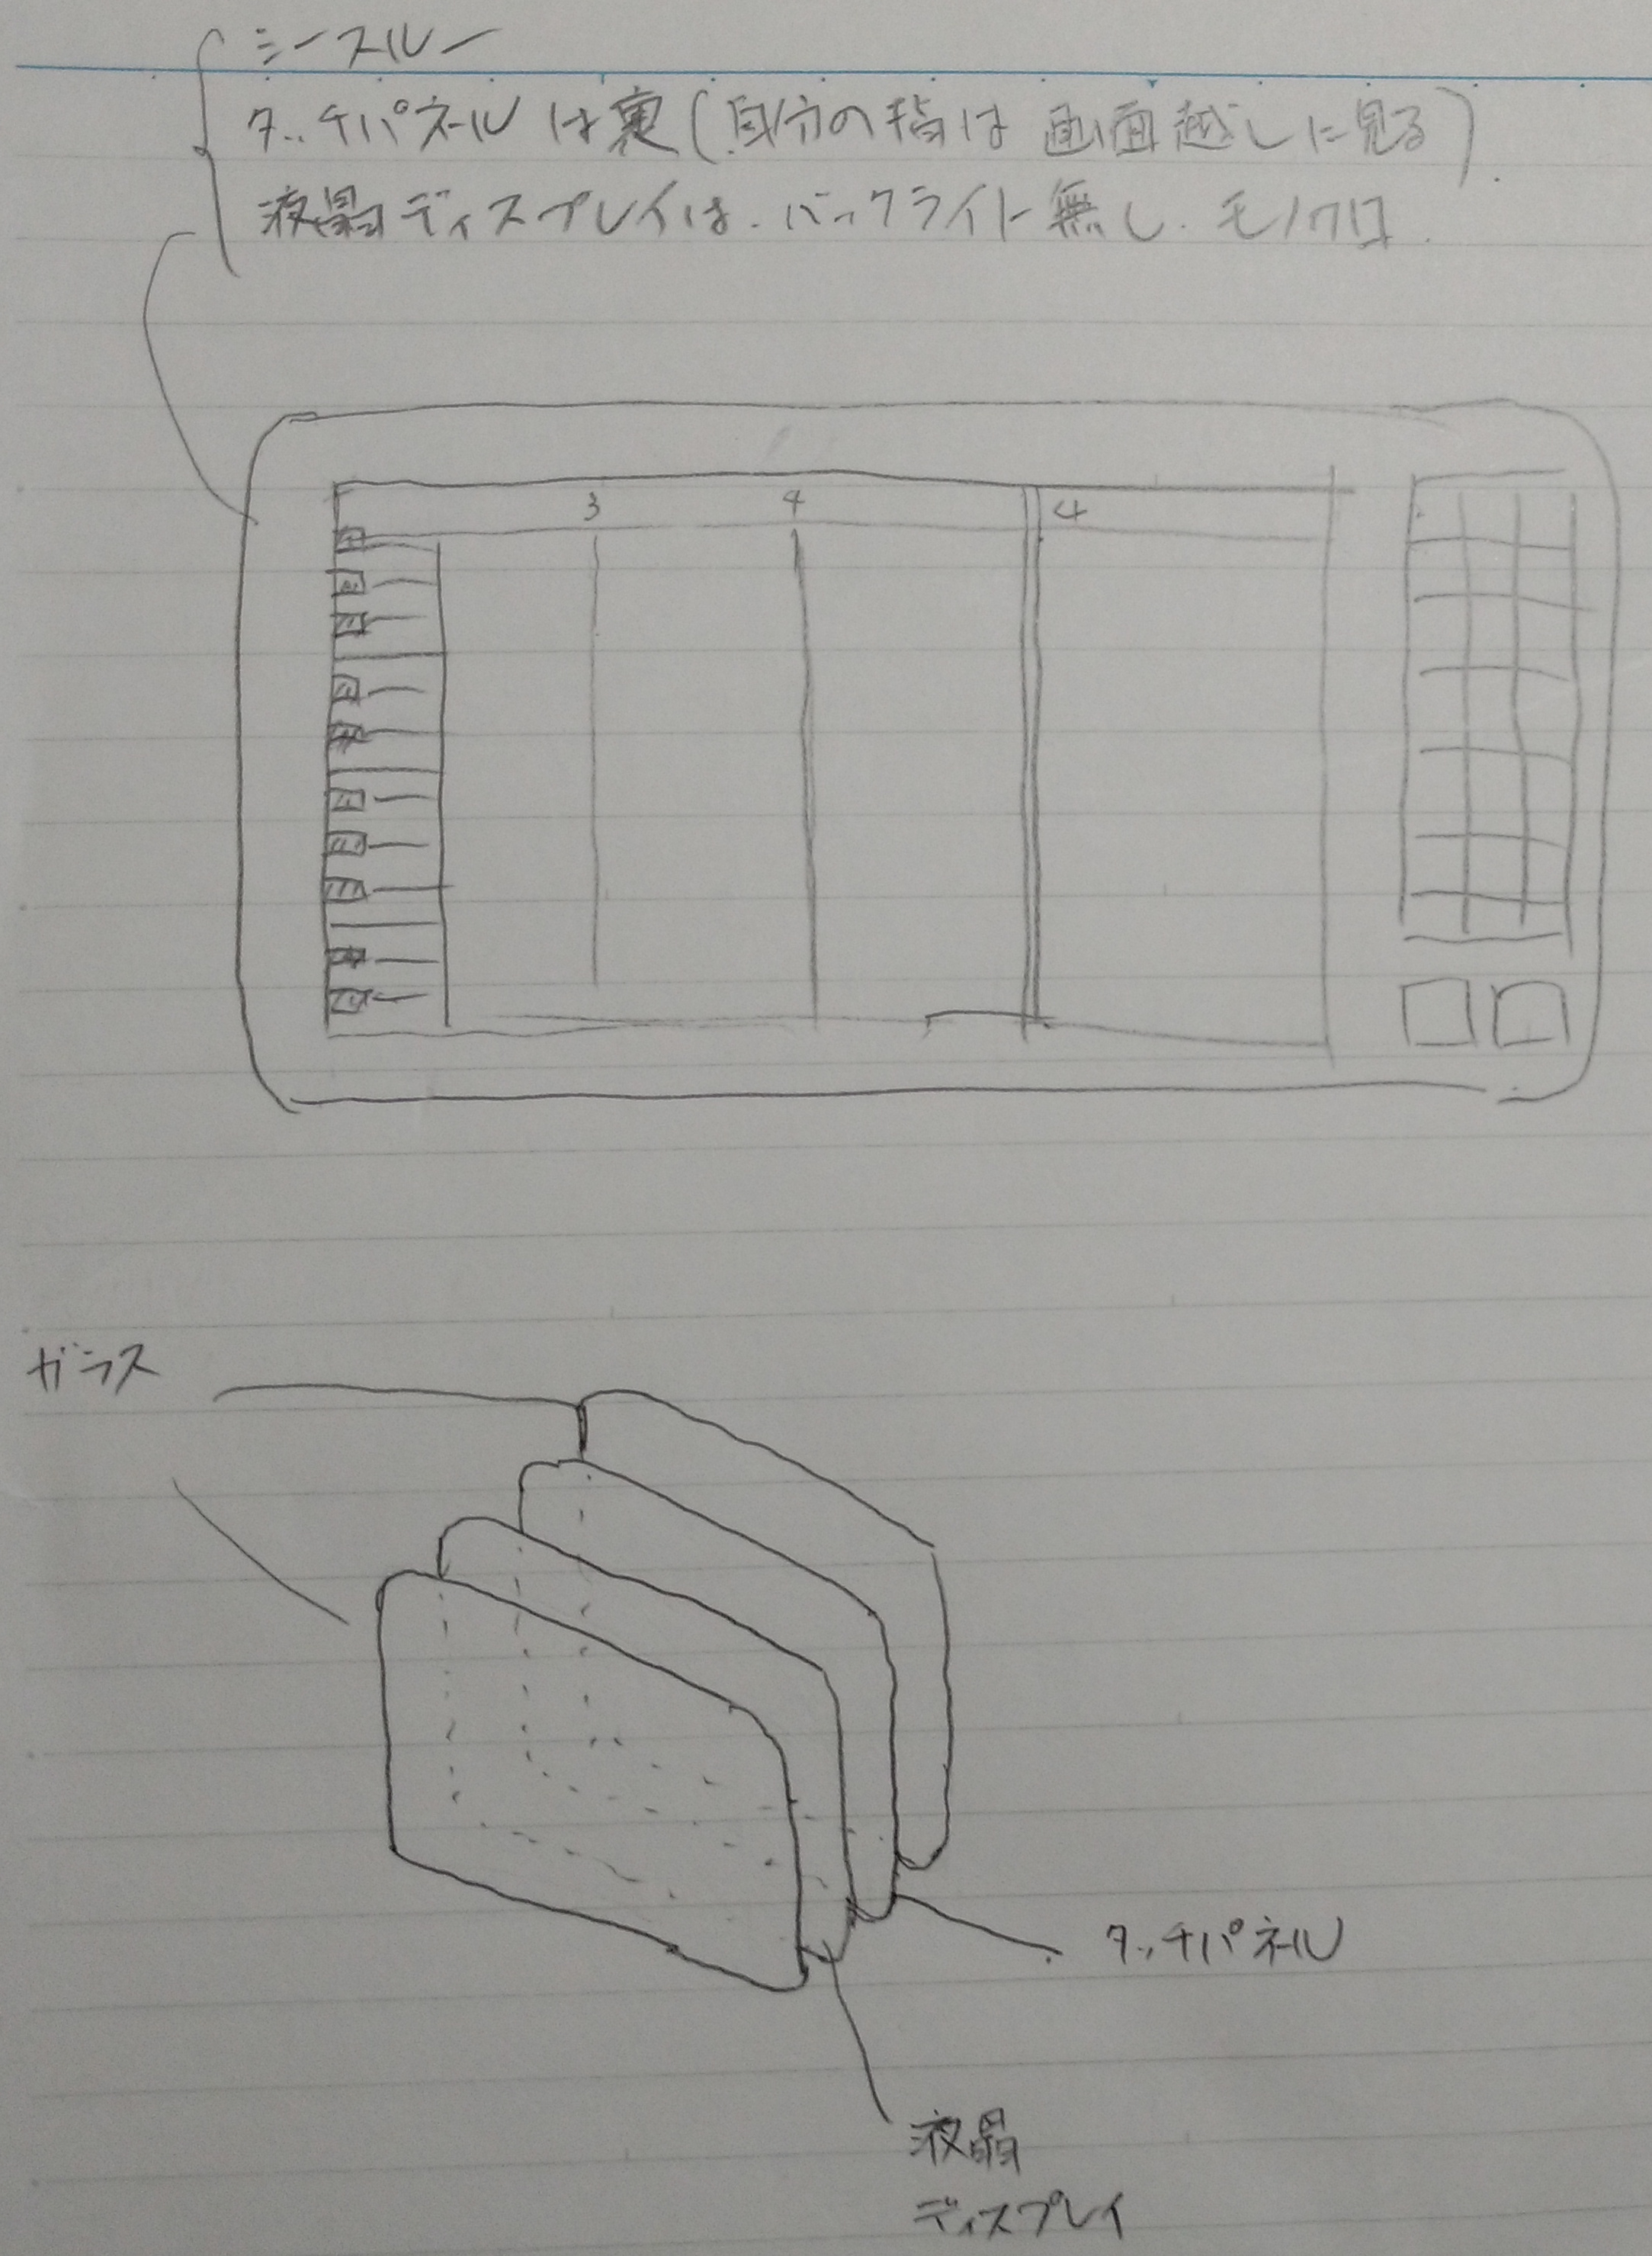 シースルー
タッチパネルは裏(自分の指は画面越しに見る)
液晶ディスプレイは、バックライト無し、モノクロ
3 4 4
ガラス
タッチパネル
液晶
ディスプレイ